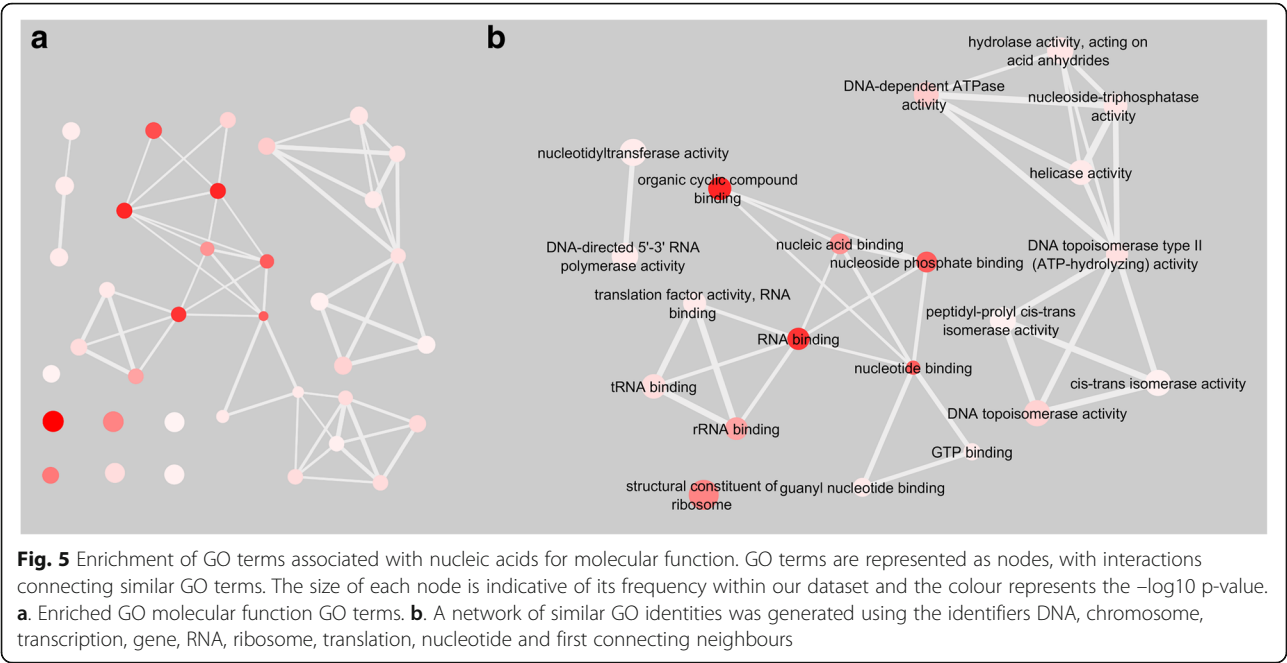 a
b
hydrolase activity, acting on
acid anhydrides
DNA-dependent ATPase
activity
nucleoside-triphosphatase
activity
nucleotidyltransferase activity
organic cyclic compound
binding
helicase activity
DNA-directed 5'-3' RNA
polymerase activity
nucleic acid binding
nucleoside phosphate binding
DNA topoisomerase type II
(ATP-hydrolyzing) activity
translation factor activity, RNA
binding
peptidyl-prolyl cis-trans
isomerase activity
RNA binding
nucleotide binding
tRNA binding
cis-trans isomerase activity
rRNA binding
DNA topoisomerase activity
GTP binding
structural constituent of
ribosome
guanyl nucleotide binding
Fig. 5 Enrichment of GO terms associated with nucleic acids for molecular function. GO terms are represented as nodes, with interactions
connecting similar GO terms. The size of each node is indicative of its frequency within our dataset and the colour represents the –log10 p-value.
a. Enriched GO molecular function GO terms. b. A network of similar GO identities was generated using the identifiers DNA, chromosome,
transcription, gene, RNA, ribosome, translation, nucleotide and first connecting neighbours